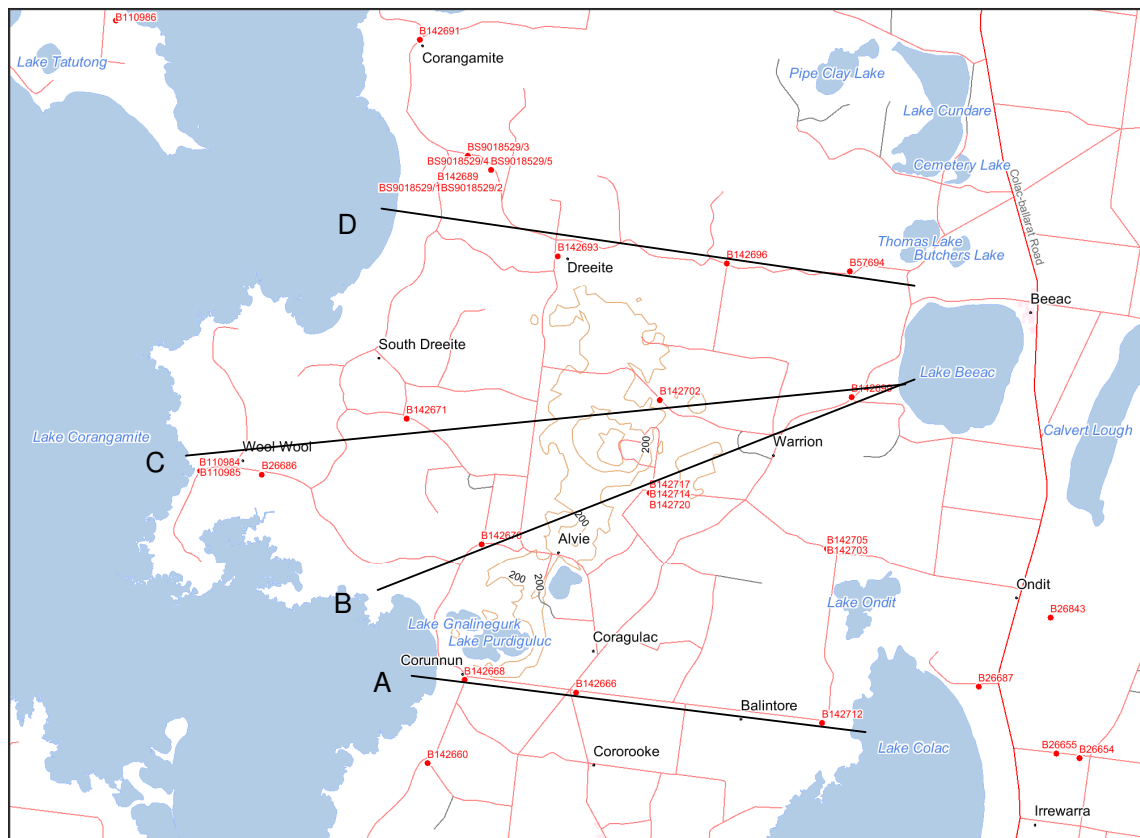 B110986
B142691
Corangamite
Lake Tatutong
Pipe Clay Lake
Lake Cundare
BS9018529/3
BS9018529/4 BS9018529/5
B142689
BS9018529/1BS9018529/2
Cemetery Lake
Colac-ballarat Road
D
B142693
Dreeite
B142696
B57694
Thomas Lake
Butchers Lake
Beeac
South Dreeite
Lake Beeac
B142702
B142671
Lake Corangamite
Wool Wool
C
B110984
B110985
B26686
200
Warrion
Calvert Lough
B142717
B142714
B142720
200
B142670
Alvie
B142705
B142703
200
200
Ondit
B
Lake Ondit
B26843
Lake Gnalinegurk
Lake Purdiguluc
Coragulac
Corunnun
A
B142668
B142666
B26687
Balintore
B142712
Lake Colac
Cororooke
B142660
B26655
B26654
Irrewarra